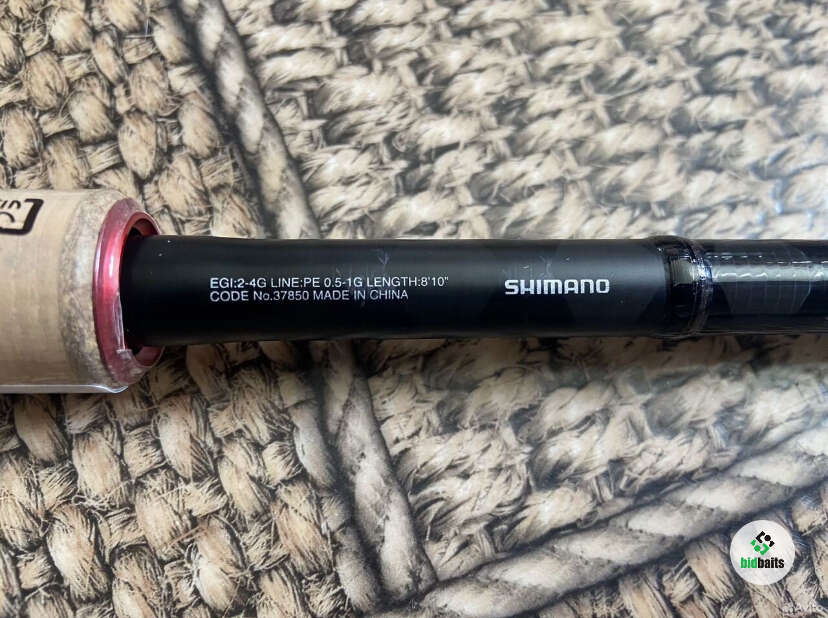 EGI:2-4G LINE:PE 0.5-1G LENGTH:8'10"
CODE No.37850 MADE IN CHINA
SHIMANO
bidbaits
Avito